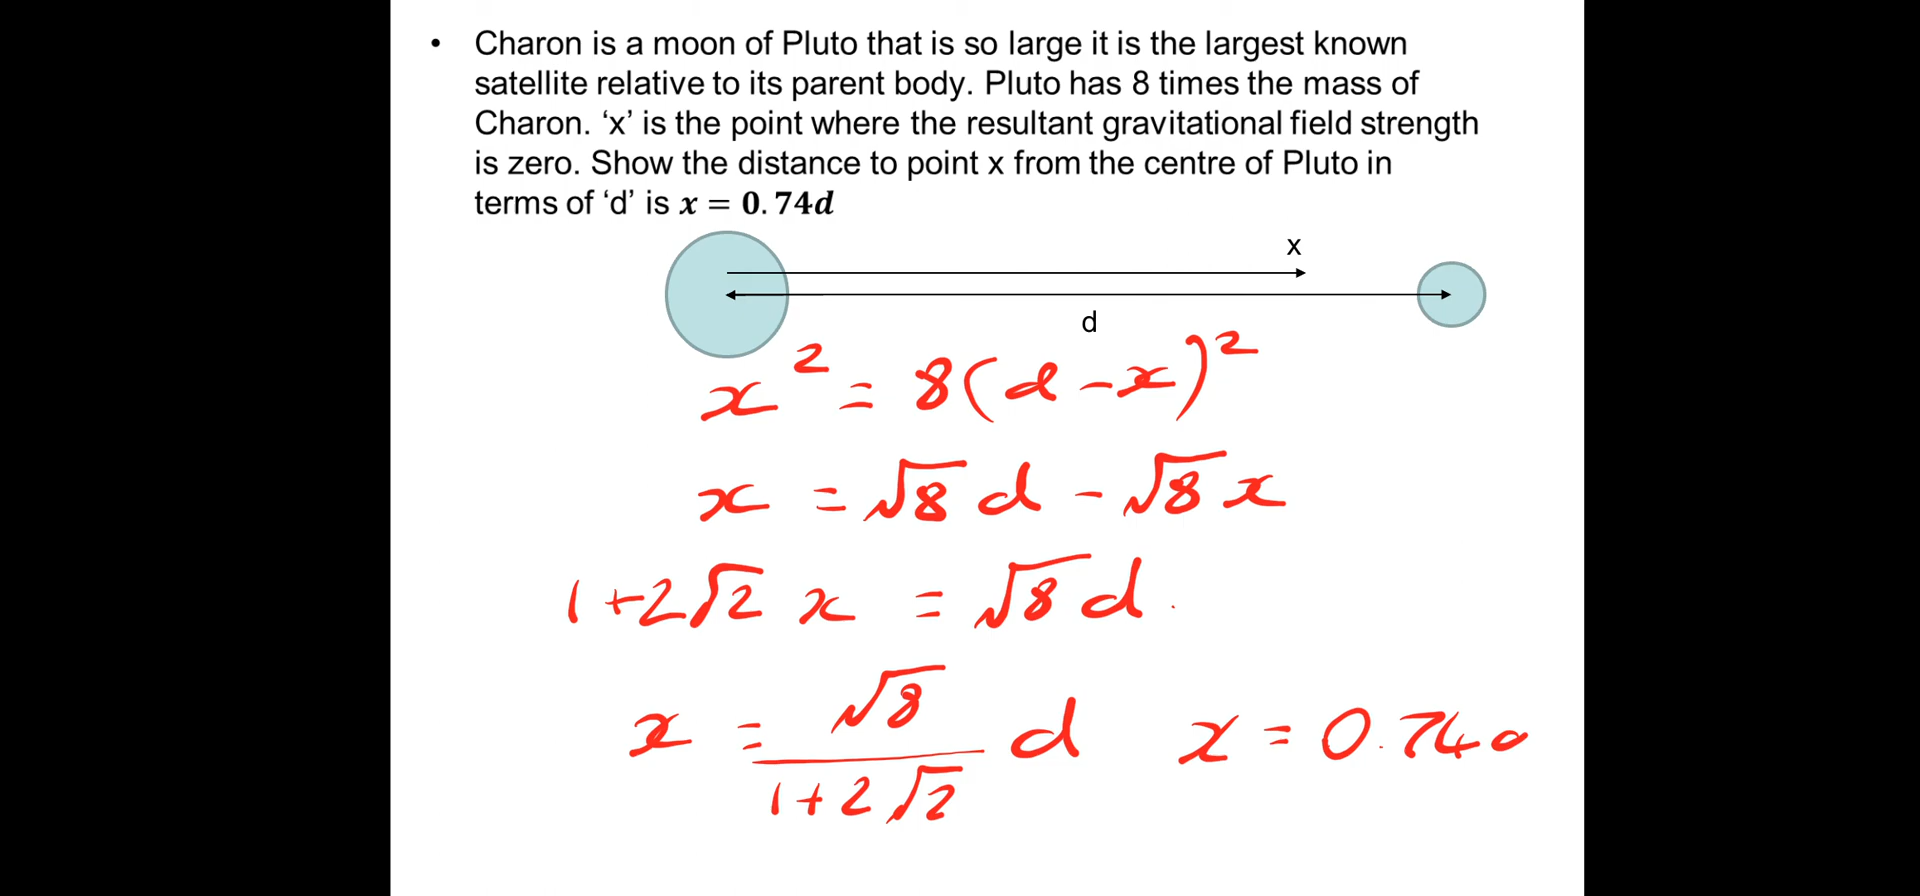 • Charon is a moon of Pluto that is so large it is the largest known
satellite relative to its parent body. Pluto has 8 times the mass of
Charon. ‘x’ is the point where the resultant gravitational field strength
is zero. Show the distance to point x from the centre of Pluto in
terms of ‘d’ is x = 0.74d
x
d
x² = 8(d-x)²
x = √8 d - √8 x
1+2√2 x = √8 d.
x = √8/(1+2√2) d x = 0.74